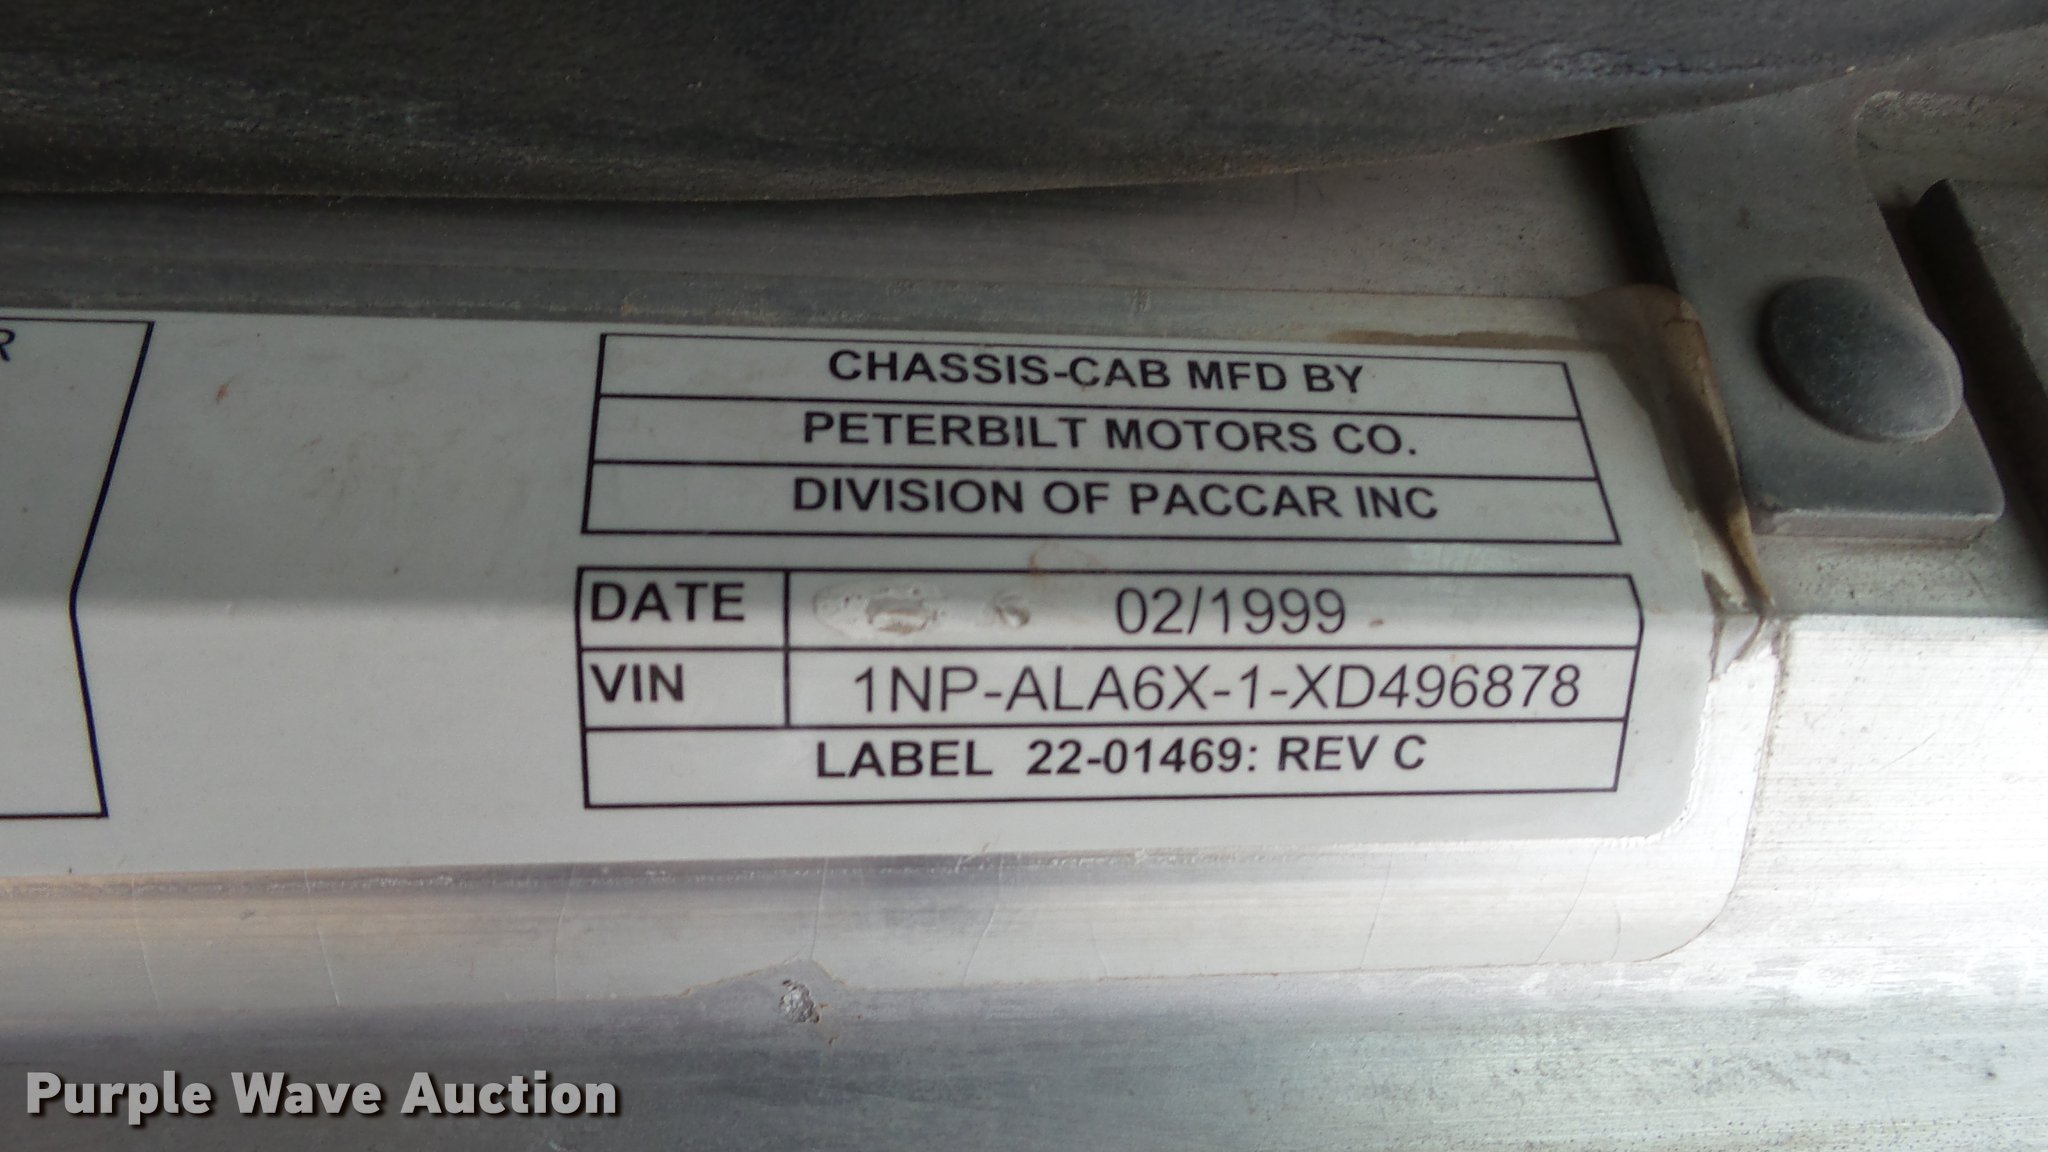 R
CHASSIS-CAB MFD BY
PETERBILT MOTORS CO.
DIVISION OF PACCAR INC
DATE 02/1999
VIN 1NP-ALA6X-1-XD496878
LABEL 22-01469: REV C
Purple Wave Auction